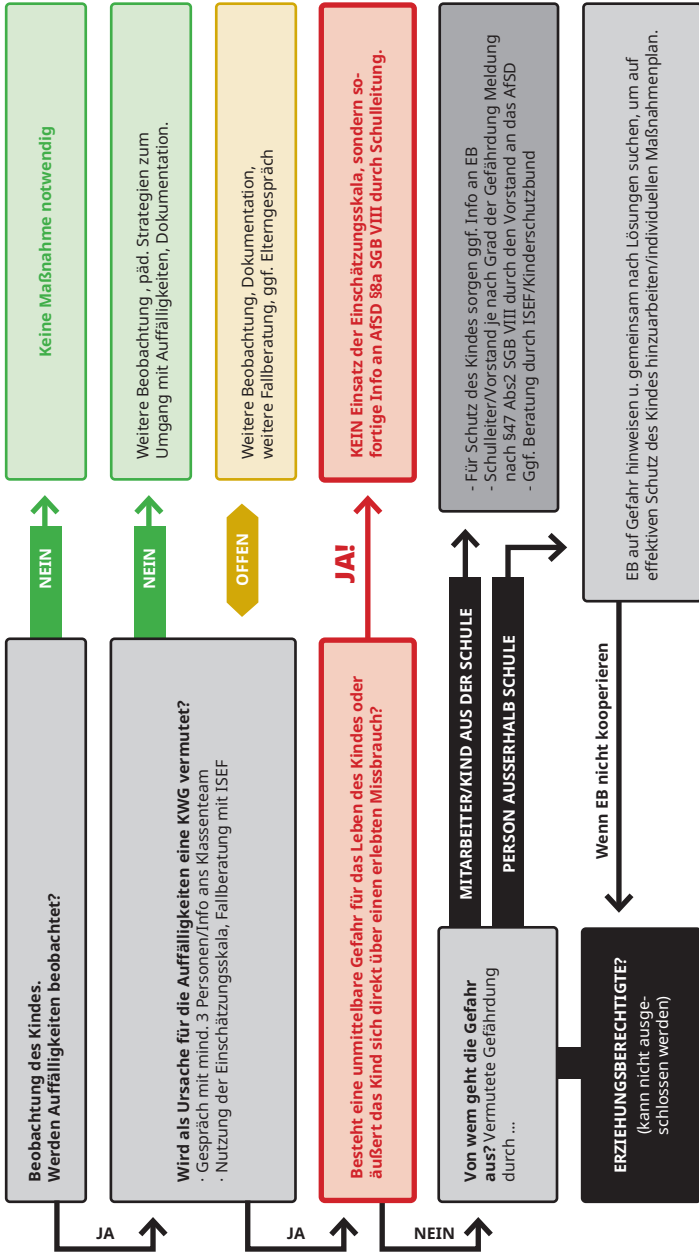 Beobachtung des Kindes.
Werden Auffälligkeiten beobachtet?
NEIN
Keine Maßnahme notwendig
JA
Wird als Ursache für die Auffälligkeiten eine KWG vermutet?
· Gespräch mit mind. 3 Personen/Info ans Klassenteam
· Nutzung der Einschätzungsskala, Fallberatung mit ISEF
NEIN
Weitere Beobachtung , päd. Strategien zum
Umgang mit Auffälligkeiten, Dokumentation.
OFFEN
Weitere Beobachtung, Dokumentation,
weitere Fallberatung, ggf. Elterngespräch
JA
Besteht eine unmittelbare Gefahr für das Leben des Kindes oder
äußert das Kind sich direkt über einen erlebten Missbrauch?
JA!
KEIN Einsatz der Einschätzungsskala, sondern so-
fortige Info an AfSD §8a SGB VIII durch Schulleitung.
NEIN
Von wem geht die Gefahr
aus? Vermutete Gefährdung
durch ...
MITARBEITER/KIND AUS DER SCHULE
- Für Schutz des Kindes sorgen ggf. Info an EB
- Schulleiter/Vorstand je nach Grad der Gefährdung Meldung
nach §47 Abs2 SGB VIII durch den Vorstand an das AfSD
- Ggf. Beratung durch ISEF/Kinderschutzbund
PERSON AUSSERHALB SCHULE
EB auf Gefahr hinweisen u. gemeinsam nach Lösungen suchen, um auf
effektiven Schutz des Kindes hinzuarbeiten/individuellen Maßnahmenplan.
Wenn EB nicht kooperieren
ERZIEHUNGSBERECHTIGTE?
(kann nicht ausge-
schlossen werden)